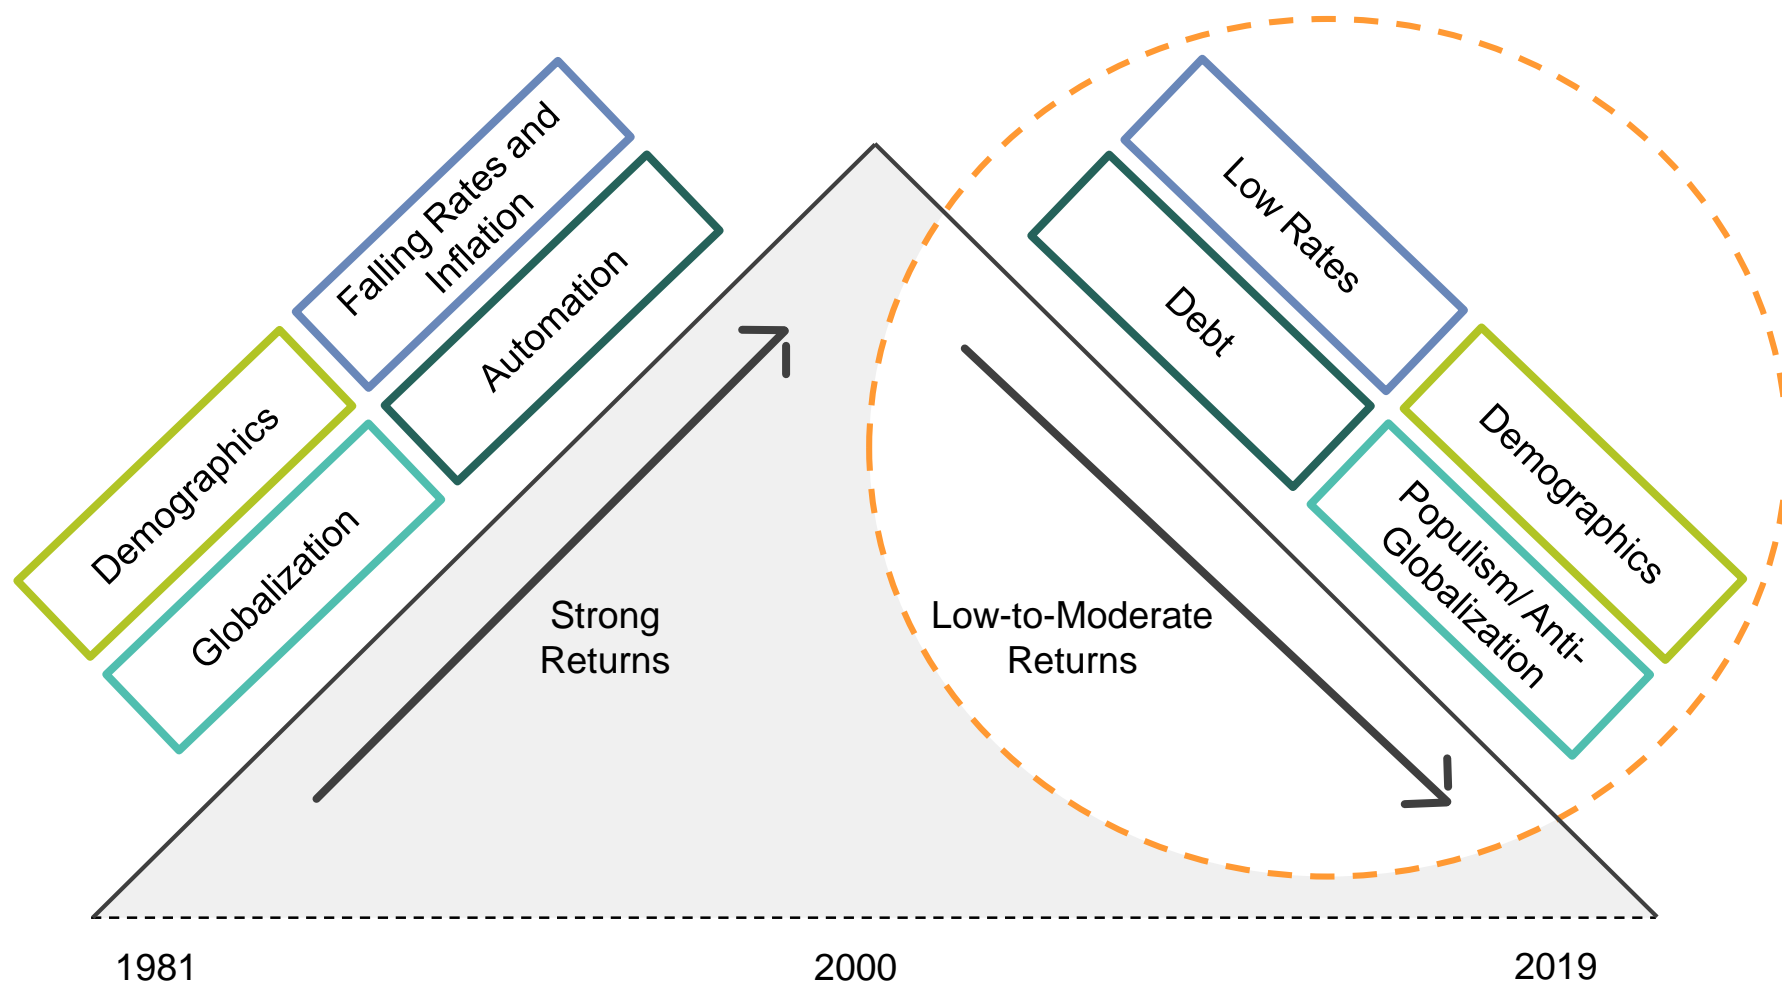 Falling Rates and
Inflation
Automation
Demographics
Globalization
Low Rates
Debt
Demographics
Populism/ Anti-
Globalization
Strong
Returns
Low-to-Moderate
Returns
1981
2000
2019